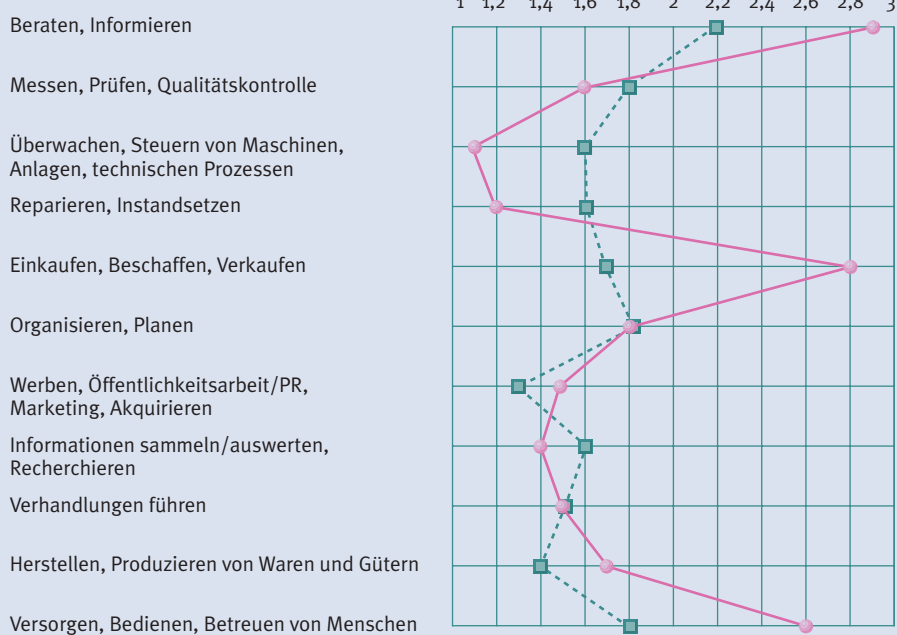 1 1,2 1,4 1,6 1,8 2 2,2 2,4 2,6 2,8 3
Beraten, Informieren
Messen, Prüfen, Qualitätskontrolle
Überwachen, Steuern von Maschinen,
Anlagen, technischen Prozessen
Reparieren, Instandsetzen
Einkaufen, Beschaffen, Verkaufen
Organisieren, Planen
Werben, Öffentlichkeitsarbeit/PR,
Marketing, Akquirieren
Informationen sammeln/auswerten,
Recherchieren
Verhandlungen führen
Herstellen, Produzieren von Waren und Gütern
Versorgen, Bedienen, Betreuen von Menschen